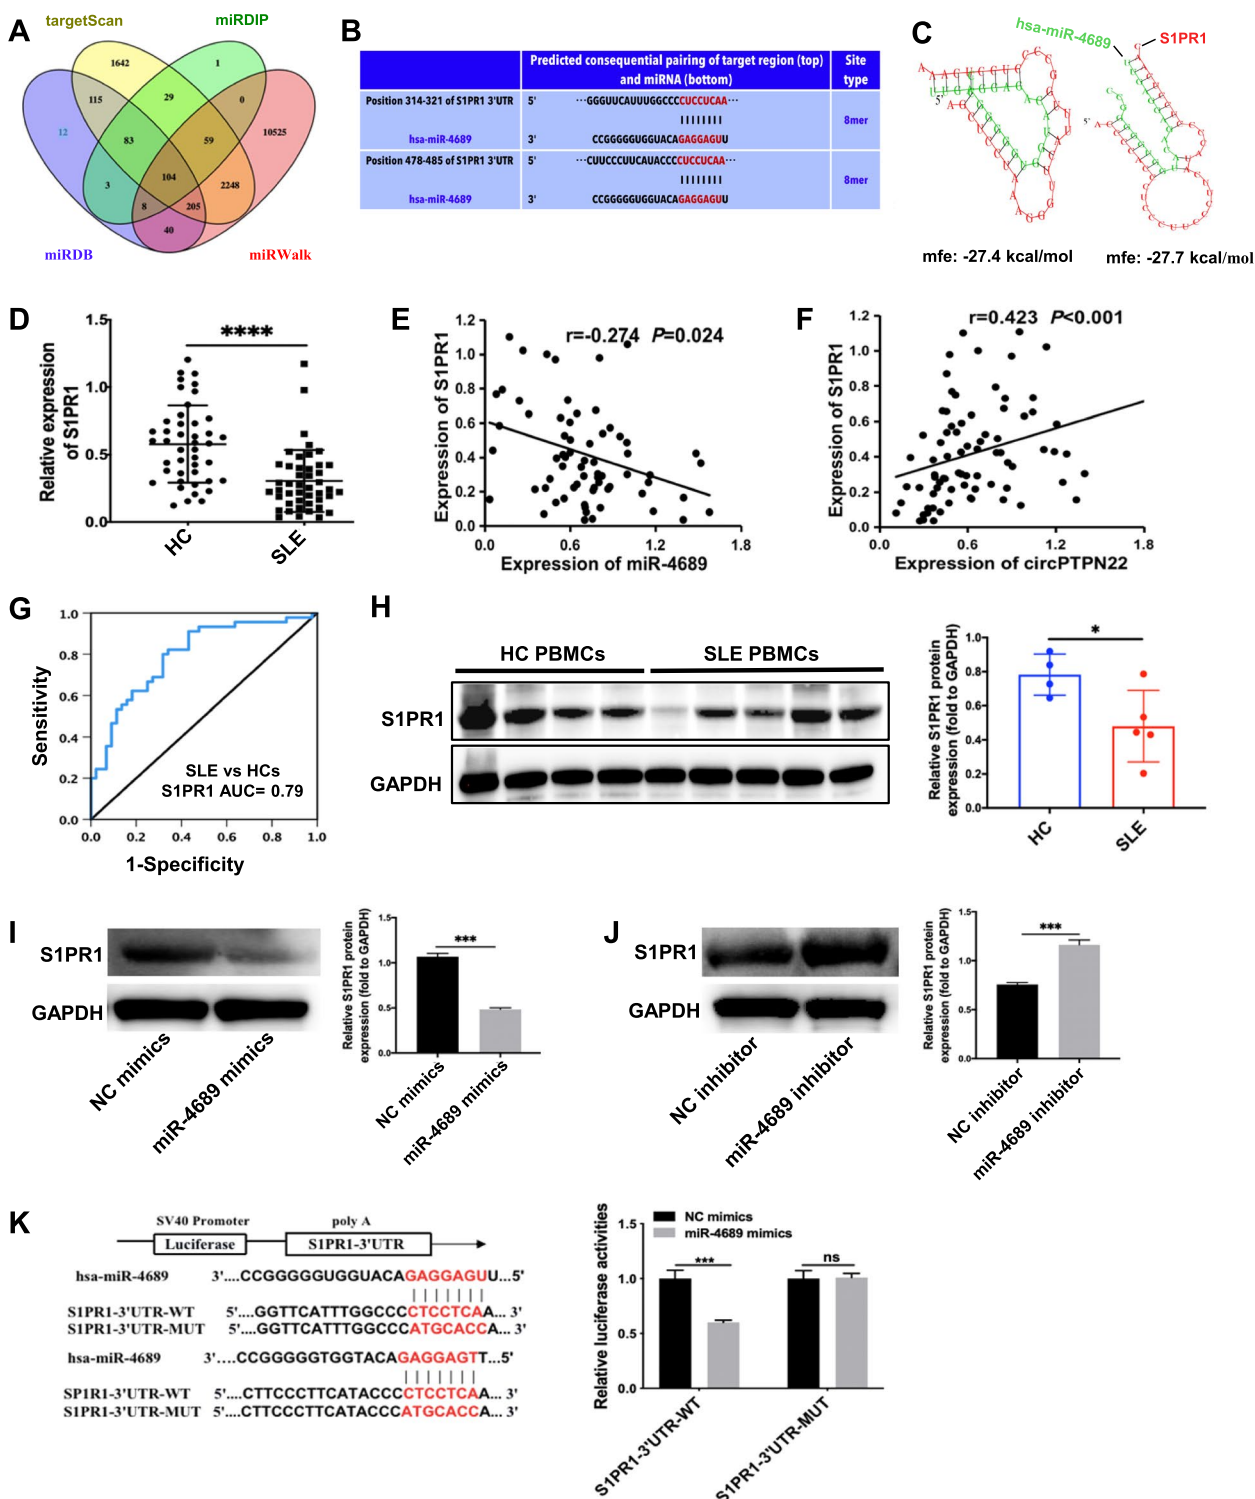 A
targetScan
miRDIP
1642
1
115
29
0
12
83
59
10525
104
3
2248
8
205
40
miRDB
miRWalk
B
Predicted consequential pairing of target region (top) and miRNA (bottom)
Site type
Position 314-321 of S1PR1 3'UTR 5' ···GGGUUCAUUUGGCCCCUCCUCAA···
8mer
hsa-miR-4689 3' CCGGGGGUGGUACAGAGGAGUU
Position 478-485 of S1PR1 3'UTR 5' ···CUUCCCUUCAUACCCCUCCUCAA···
8mer
hsa-miR-4689 3' CCGGGGGUGGUACAGAGGAGUU
C
hsa-miR-4689
S1PR1
5'
5'
mfe: -27.4 kcal/mol
mfe: -27.7 kcal/mol
D
Relative expression of S1PR1
1.5
1.0
0.5
0.0
****
HC
SLE
E
r=-0.274 P=0.024
Expression of S1PR1
1.2
1.0
0.8
0.6
0.4
0.2
0.0
0.0 0.6 1.2 1.8
Expression of miR-4689
F
r=0.423 P<0.001
Expression of S1PR1
1.2
1.0
0.8
0.6
0.4
0.2
0.0
0.0 0.6 1.2 1.8
Expression of circPTPN22
G
Sensitivity
1.0
0.8
0.6
0.4
0.2
0.0
SLE vs HCs
S1PR1 AUC= 0.79
0.0 0.2 0.4 0.6 0.8 1.0
1-Specificity
H
HC PBMCs
SLE PBMCs
S1PR1
GAPDH
Relative S1PR1 protein
expression (fold to GAPDH)
1.0
0.8
0.6
0.4
0.2
0.0
*
HC
SLE
I
S1PR1
GAPDH
NC mimics
miR-4689 mimics
Relative S1PR1 protein
expression (fold to GAPDH)
1.5
1.0
0.5
0.0
***
NC mimics
miR-4689 mimics
J
S1PR1
GAPDH
NC inhibitor
miR-4689 inhibitor
Relative S1PR1 protein
expression (fold to GAPDH)
1.5
1.0
0.5
0.0
***
NC inhibitor
miR-4689 inhibitor
K
SV40 Promoter
poly A
Luciferase
S1PR1-3'UTR
hsa-miR-4689 3'....CCGGGGGUGGUACAGAGGAGUU...5'
S1PR1-3'UTR-WT 5'....GGTTCATTTGGCCCCTCCTCAA... 3'
S1PR1-3'UTR-MUT 5'....GGTTCATTTGGCCCATGCACCA... 3'
hsa-miR-4689 3'....CCGGGGGTGGTACAGAGGAGTT...5'
SP1R1-3'UTR-WT 5'....CTTCCCTTCATACCCCTCCTCAA... 3'
S1PR1-3'UTR-MUT 5'....CTTCCCTTCATACCCATGCACCA... 3'
Relative luciferase activities
NC mimics
miR-4689 mimics
1.5
1.0
0.5
0.0
***
ns
S1PR1-3'UTR-WT
S1PR1-3'UTR-MUT